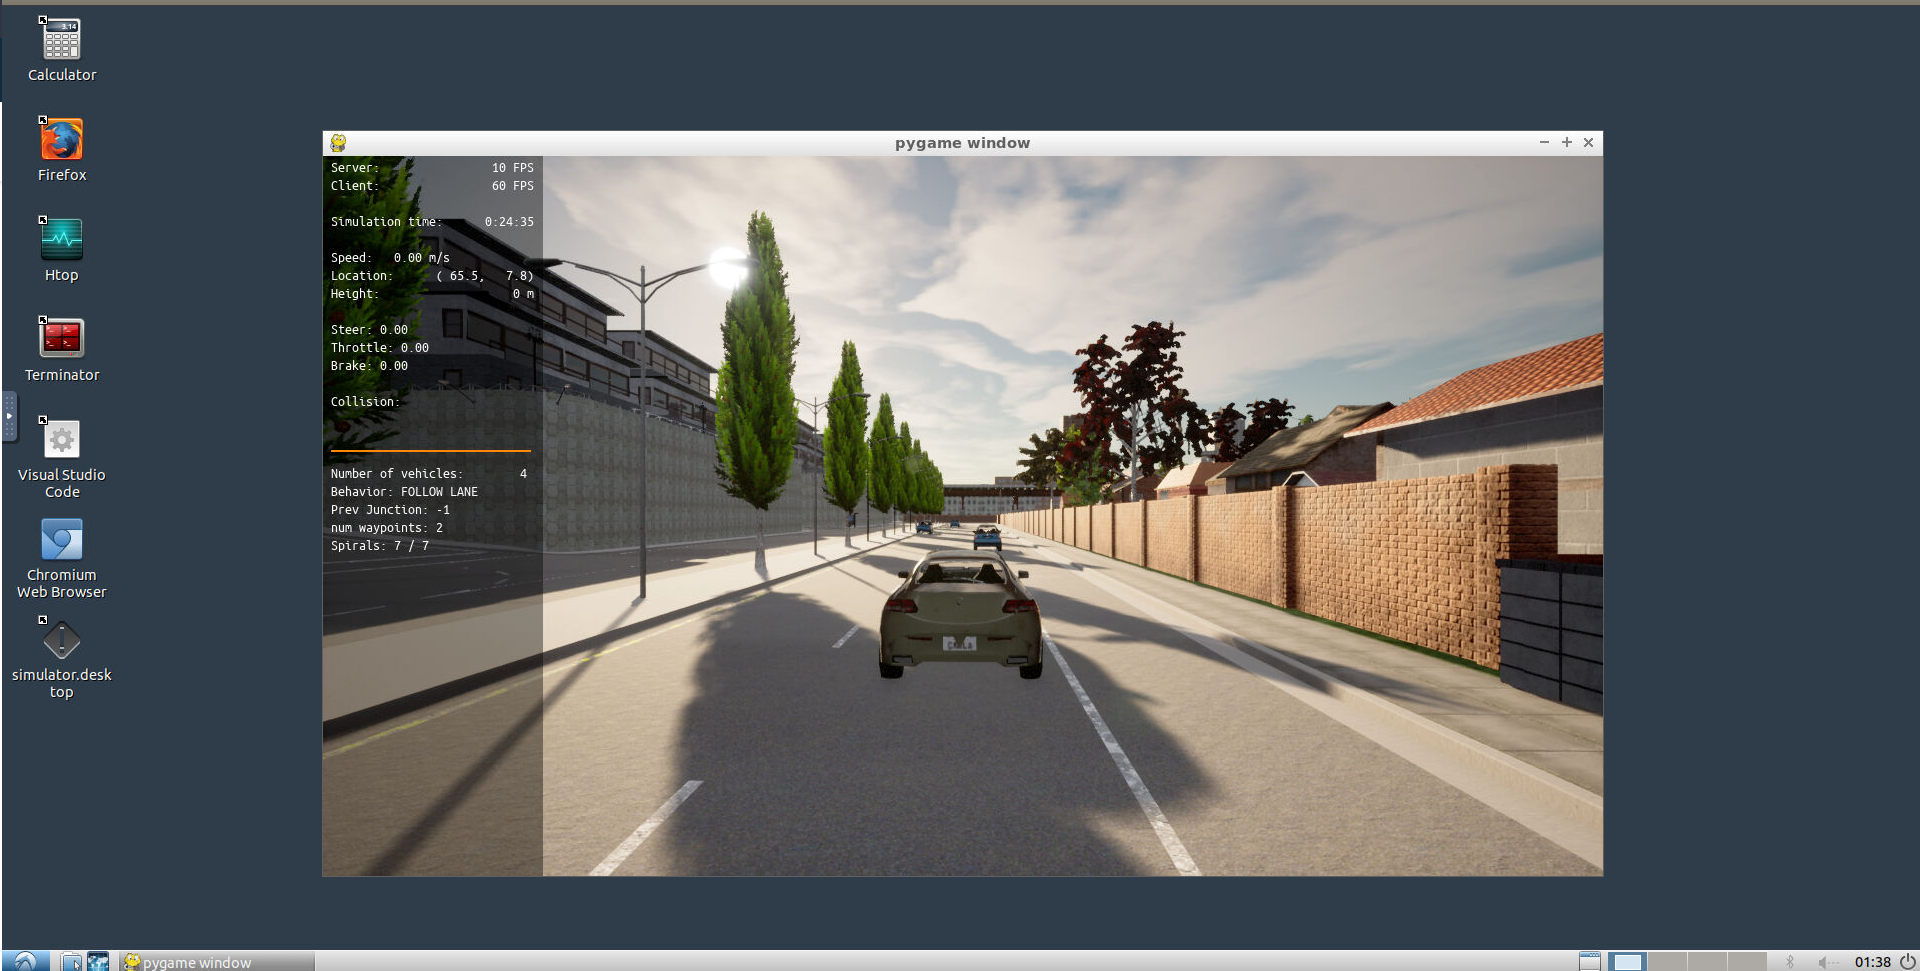 Calculator
Firefox
Htop
Terminator
Visual Studio
Code
Chromium
Web Browser
simulator.desk
top
pygame window
Server: 10 FPS
Client: 60 FPS
Simulation time: 0:24:35
Speed: 0.00 m/s
Location: ( 65.5, 7.8)
Height: 0 m
Steer: 0.00
Throttle: 0.00
Brake: 0.00
Collision:
Number of vehicles: 4
Behavior: FOLLOW LANE
Prev Junction: -1
num waypoints: 2
Spirals: 7 / 7
pygame window
01:38